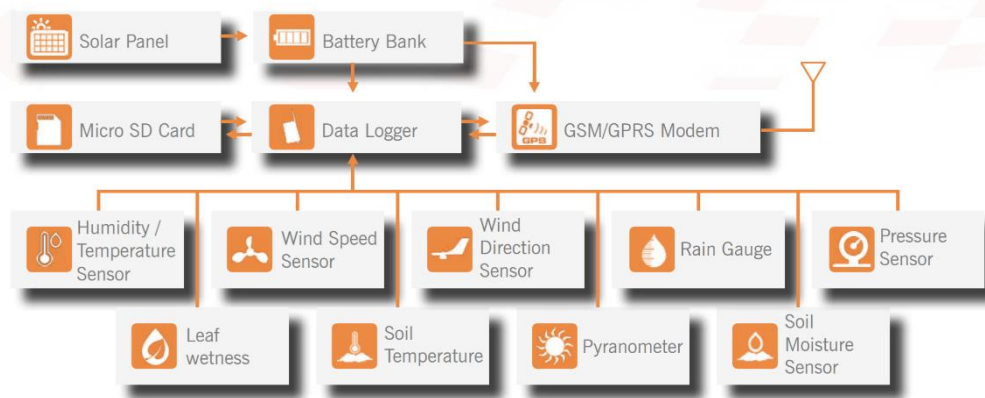 Solar Panel
Battery Bank
Micro SD Card
Data Logger
GPS
GSM/GPRS Modem
Humidity /
Temperature
Sensor
Wind Speed
Sensor
Wind
Direction
Sensor
Rain Gauge
Pressure
Sensor
Leaf
wetness
Soil
Temperature
Pyranometer
Soil
Moisture
Sensor